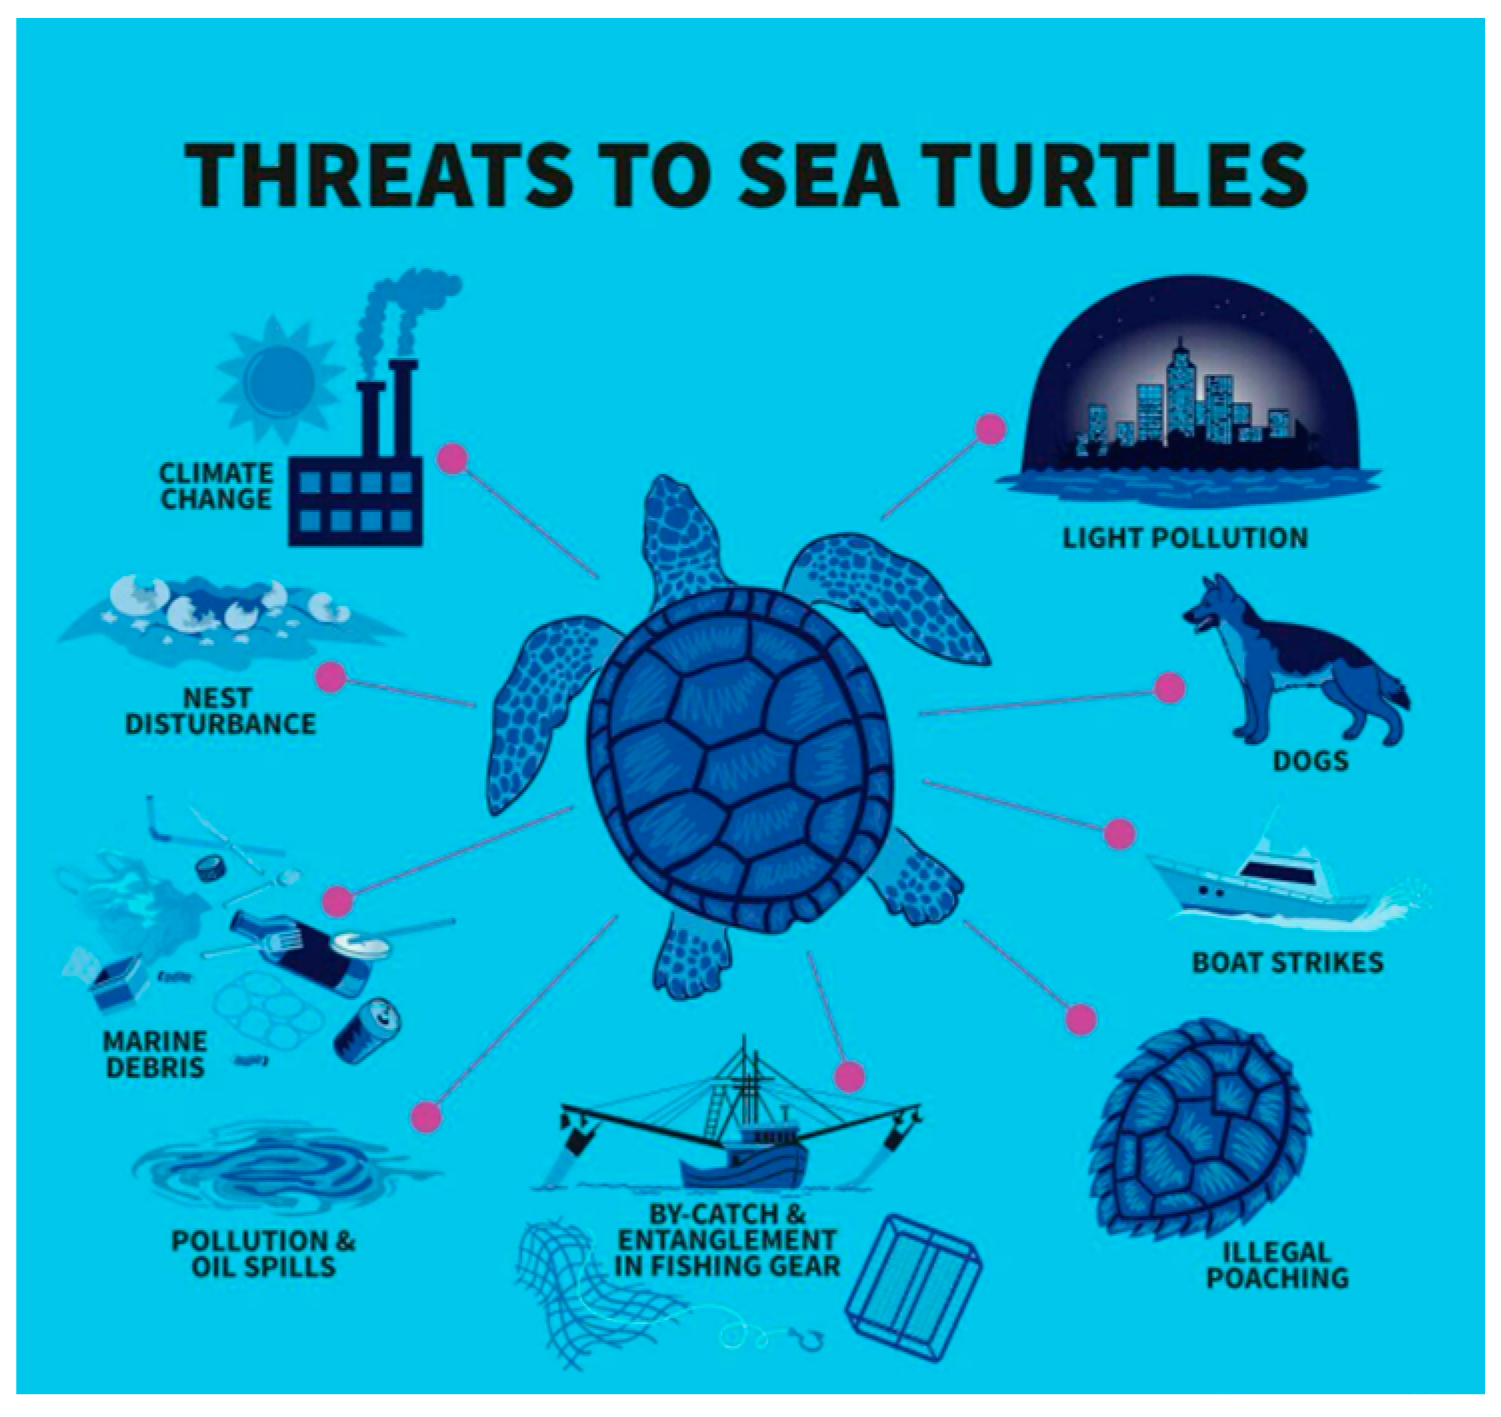 THREATS TO SEA TURTLES
CLIMATE
CHANGE
LIGHT POLLUTION
NEST
DISTURBANCE
DOGS
BOAT STRIKES
MARINE
DEBRIS
BY-CATCH &
ENTANGLEMENT
IN FISHING GEAR
POLLUTION &
OIL SPILLS
ILLEGAL
POACHING